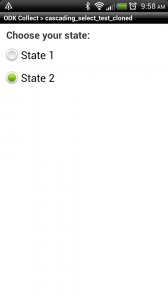 9:58 AM
ODK Collect > cascading_select_test_cloned
Choose your state:
State 1
State 2